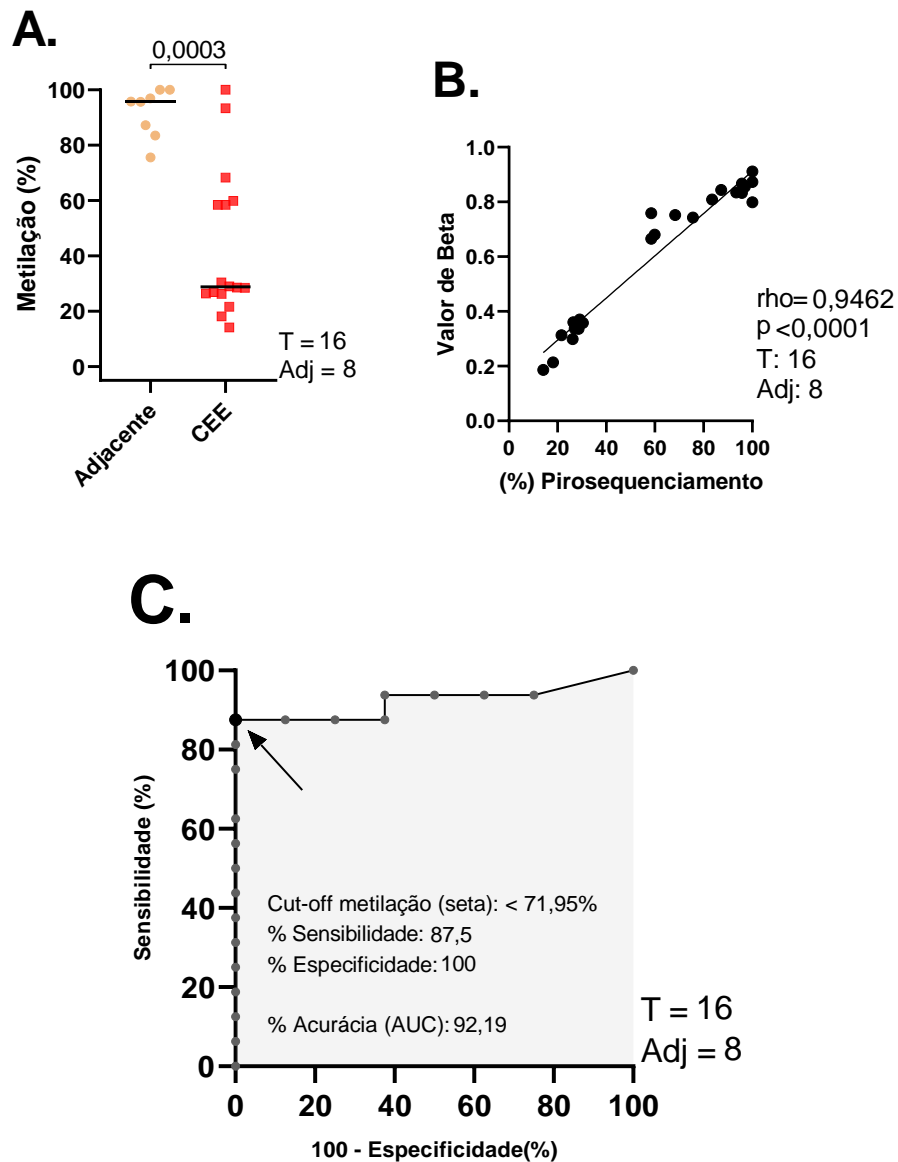 A.
0,0003
100
80
60
40
20
0
Metilação (%)
Adjacente
CEE
T = 16
Adj = 8
B.
1.0
0.8
0.6
0.4
0.2
0.0
Valor de Beta
0 20 40 60 80 100
(%) Pirosequenciamento
rho= 0,9462
p <0,0001
T: 16
Adj: 8
C.
100
80
60
40
20
0
Sensibilidade (%)
Cut-off metilação (seta): < 71,95%
% Sensibilidade: 87,5
% Especificidade: 100
% Acurácia (AUC): 92,19
T = 16
Adj = 8
0 20 40 60 80 100
100 - Especificidade(%)